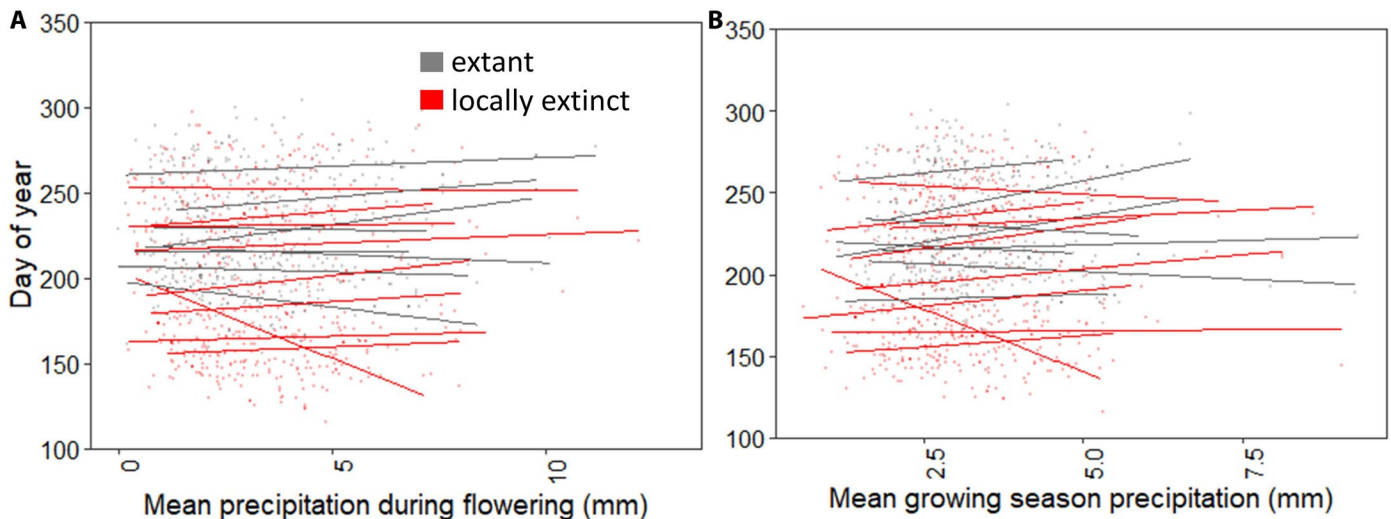 A
350
300
250
200
150
100
Day of year
extant
locally extinct
0
5
10
Mean precipitation during flowering (mm)
B
350
300
250
200
150
100
2.5
5.0
7.5
Mean growing season precipitation (mm)